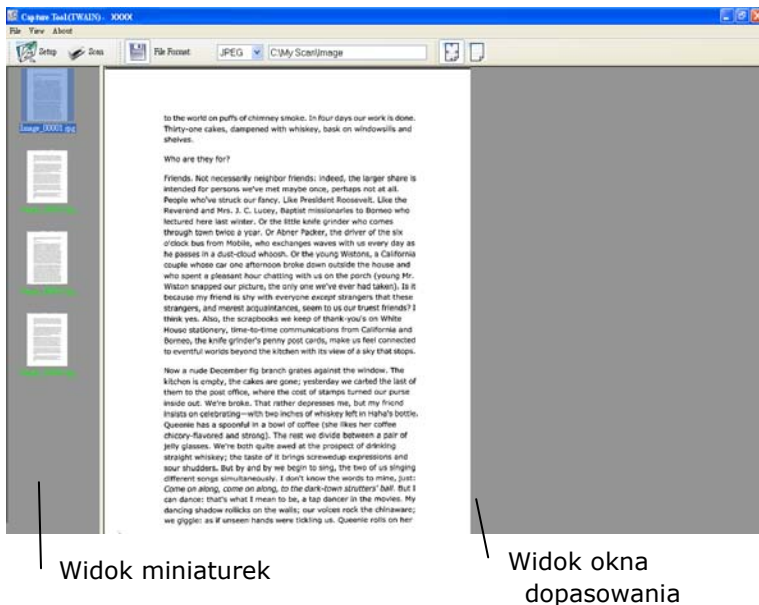 Capture Tool(TWAIN) - XXXX
File View About
Setup Scan File Format JPEG C:\My Scan\Image
Image_00001.jpg
to the world on puffs of chimney smoke. In four days our work is done.
Thirty-one cakes, dampened with whiskey, bask on windowsills and
shelves.
Who are they for?
Friends. Not necessarily neighbor friends: indeed, the larger share is
intended for persons we've met maybe once, perhaps not at all.
People who've struck our fancy. Like President Roosevelt. Like the
Reverend and Mrs. J. C. Lucey, Baptist missionaries to Borneo who
lectured here last winter. Or the little knife grinder who comes
through town twice a year. Or Abner Packer, the driver of the six
o'clock bus from Mobile, who exchanges waves with us every day as
he passes in a dust-cloud whoosh. Or the young Wistons, a California
couple whose car one afternoon broke down outside the house and
who spent a pleasant hour chatting with us on the porch (young Mr.
Wiston snapped our picture, the only one we've ever had taken). Is it
because my friend is shy with everyone except strangers that these
strangers, and merest acquaintances, seem to us our truest friends? I
think yes. Also, the scrapbooks we keep of thank-you's on White
House stationery, time-to-time communications from California and
Borneo, the knife grinder's penny post cards, make us feel connected
to eventful worlds beyond the kitchen with its view of a sky that stops.
Now a nude December fig branch grates against the window. The
kitchen is empty, the cakes are gone; yesterday we carted the last of
them to the post office, where the cost of stamps turned our purse
inside out. We're broke. That rather depresses me, but my friend
insists on celebrating—with two inches of whiskey left in Haha's bottle.
Queenie has a spoonful in a bowl of coffee (she likes her coffee
chicory-flavored and strong). The rest we divide between a pair of
jelly glasses. We're both quite awed at the prospect of drinking
straight whiskey; the taste of it brings screwedup expressions and
sour shudders. But by and by we begin to sing, the two of us singing
different songs simultaneously. I don't know the words to mine, just:
Come on along, come on along, to the dark-town strutters' ball. But I
can dance: that's what I mean to be, a tap dancer in the movies. My
dancing shadow rollicks on the walls; our voices rock the chinaware;
we giggle: as if unseen hands were tickling us. Queenie rolls on her
Widok miniaturek
Widok okna
dopasowania